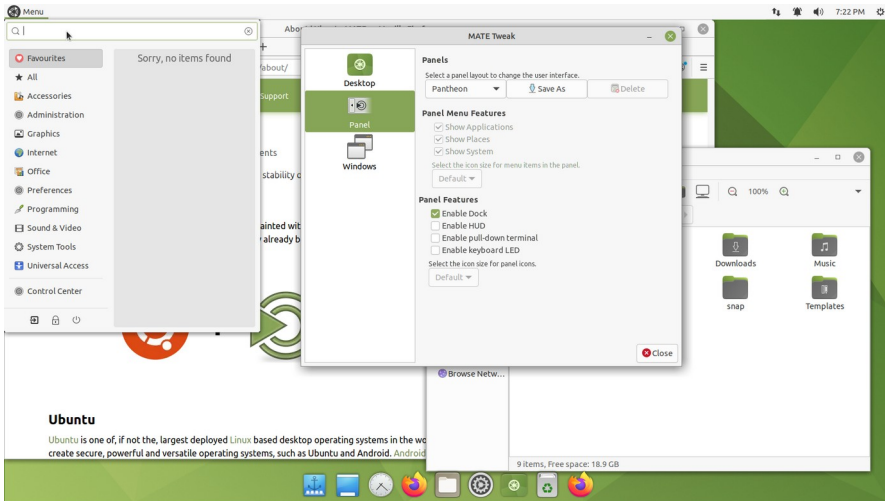 Menu
7:22 PM
Favourites
All
Accessories
Administration
Graphics
Internet
Office
Preferences
Programming
Sound & Video
System Tools
Universal Access
Control Center
Sorry, no items found
/about/
Support
ents
stability
ainted wit
already b
MATE Tweak
Desktop
Panel
Windows
Panels
Select a panel layout to change the user interface.
Pantheon
Save As
Delete
Panel Menu Features
Show Applications
Show Places
Show System
Select the icon size for menu items in the panel.
Default
Panel Features
Enable Dock
Enable HUD
Enable pull-down terminal
Enable keyboard LED
Select the icon size for panel icons.
Default
Close
100%
Downloads
Music
snap
Templates
Browse Netw...
9 items, Free space: 18.9 GB
Ubuntu
Ubuntu is one of, if not the, largest deployed Linux based desktop operating systems in the wo
create secure, powerful and versatile operating systems, such as Ubuntu and Android. Android